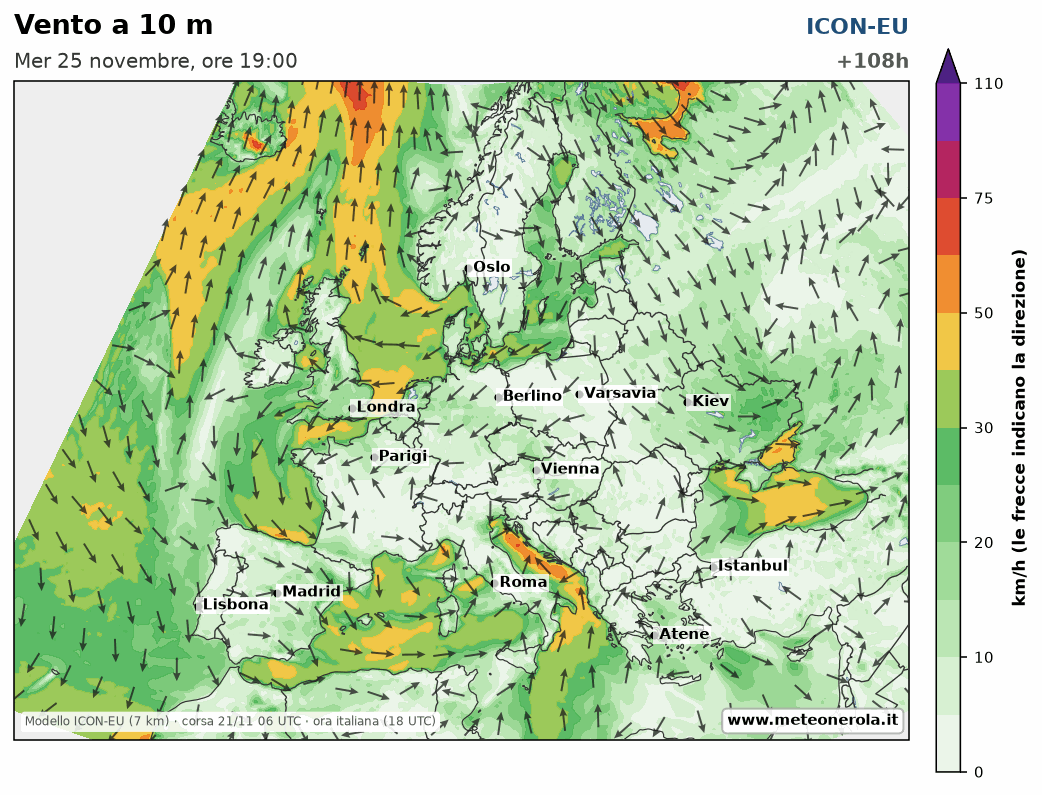 Vento a 10 m
ICON-EU
Mer 25 novembre, ore 19:00
+108h
110
75
50
30
20
10
0
km/h (le frecce indicano la direzione)
Oslo
Londra
Berlino
Varsavia
Kiev
Parigi
Vienna
Istanbul
Roma
Madrid
Lisbona
Atene
Modello ICON-EU (7 km) · corsa 21/11 06 UTC · ora italiana (18 UTC)
www.meteonerola.it